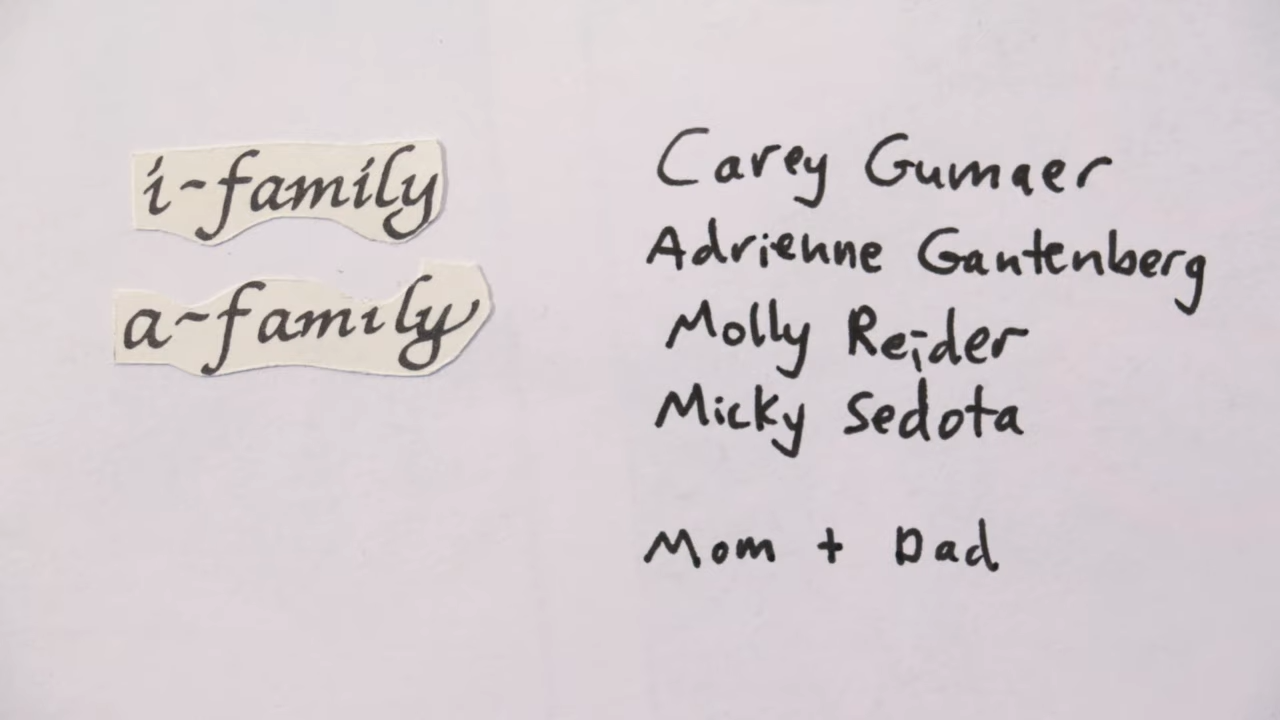 i-family
a-family
Carey Gumaer
Adrienne Gantenberg
Molly Reider
Micky Sedota
Mom + Dad